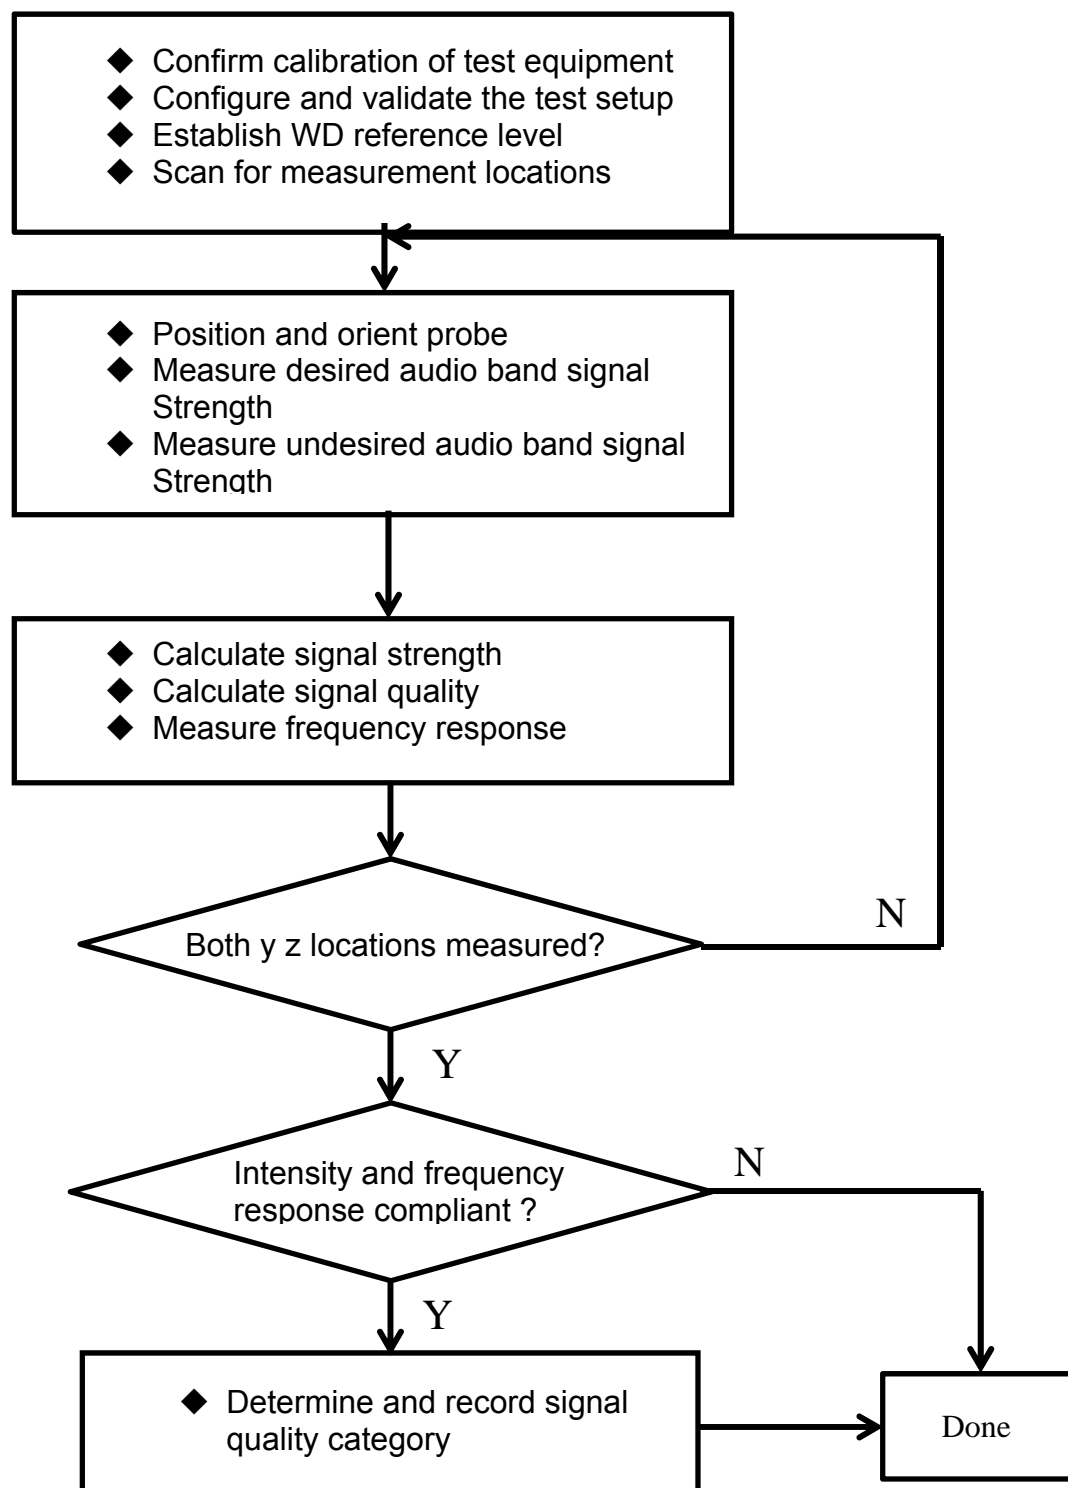 ◆ Confirm calibration of test equipment
◆ Configure and validate the test setup
◆ Establish WD reference level
◆ Scan for measurement locations
◆ Position and orient probe
◆ Measure desired audio band signal
Strength
◆ Measure undesired audio band signal
Strength
◆ Calculate signal strength
◆ Calculate signal quality
◆ Measure frequency response
Both y z locations measured?
N
Y
Intensity and frequency
response compliant ?
N
Y
◆ Determine and record signal
quality category
Done